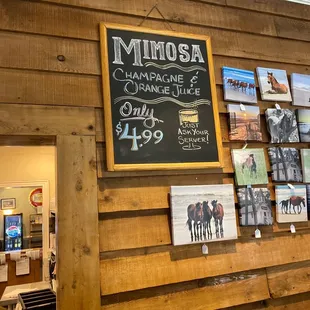 MIMOSA
CHAMPAGNE &
ORANGE JUICE
Only
$4.99
JUST
ASK YOUR
SERVER!